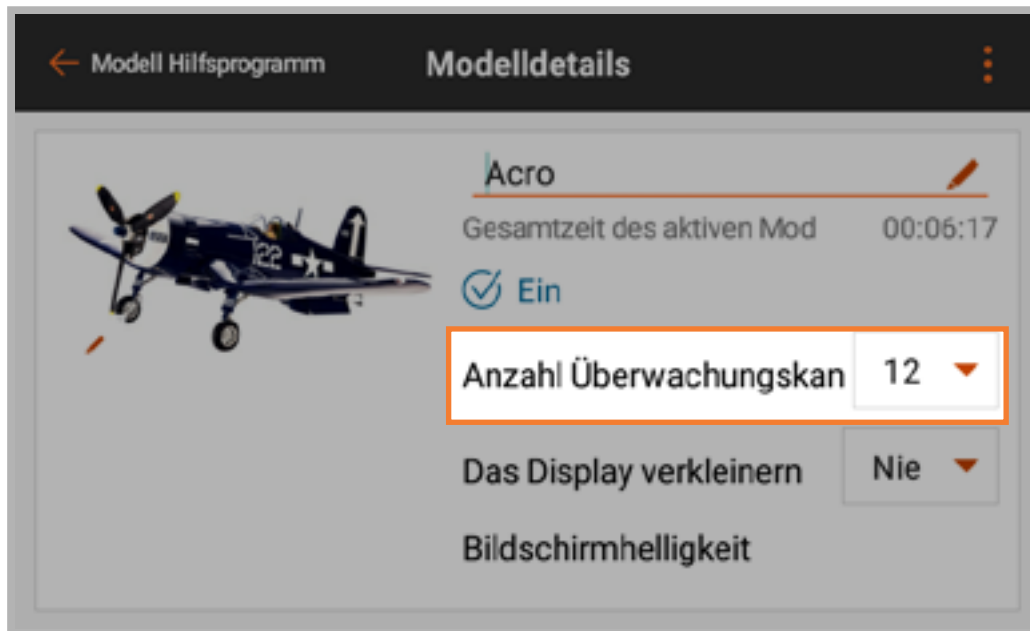 Modell Hilfsprogramm
Modelldetails
Acro
Gesamtzeit des aktiven Mod 00:06:17
Ein
Anzahl Überwachungskan 12
Das Display verkleinern Nie
Bildschirmhelligkeit
122